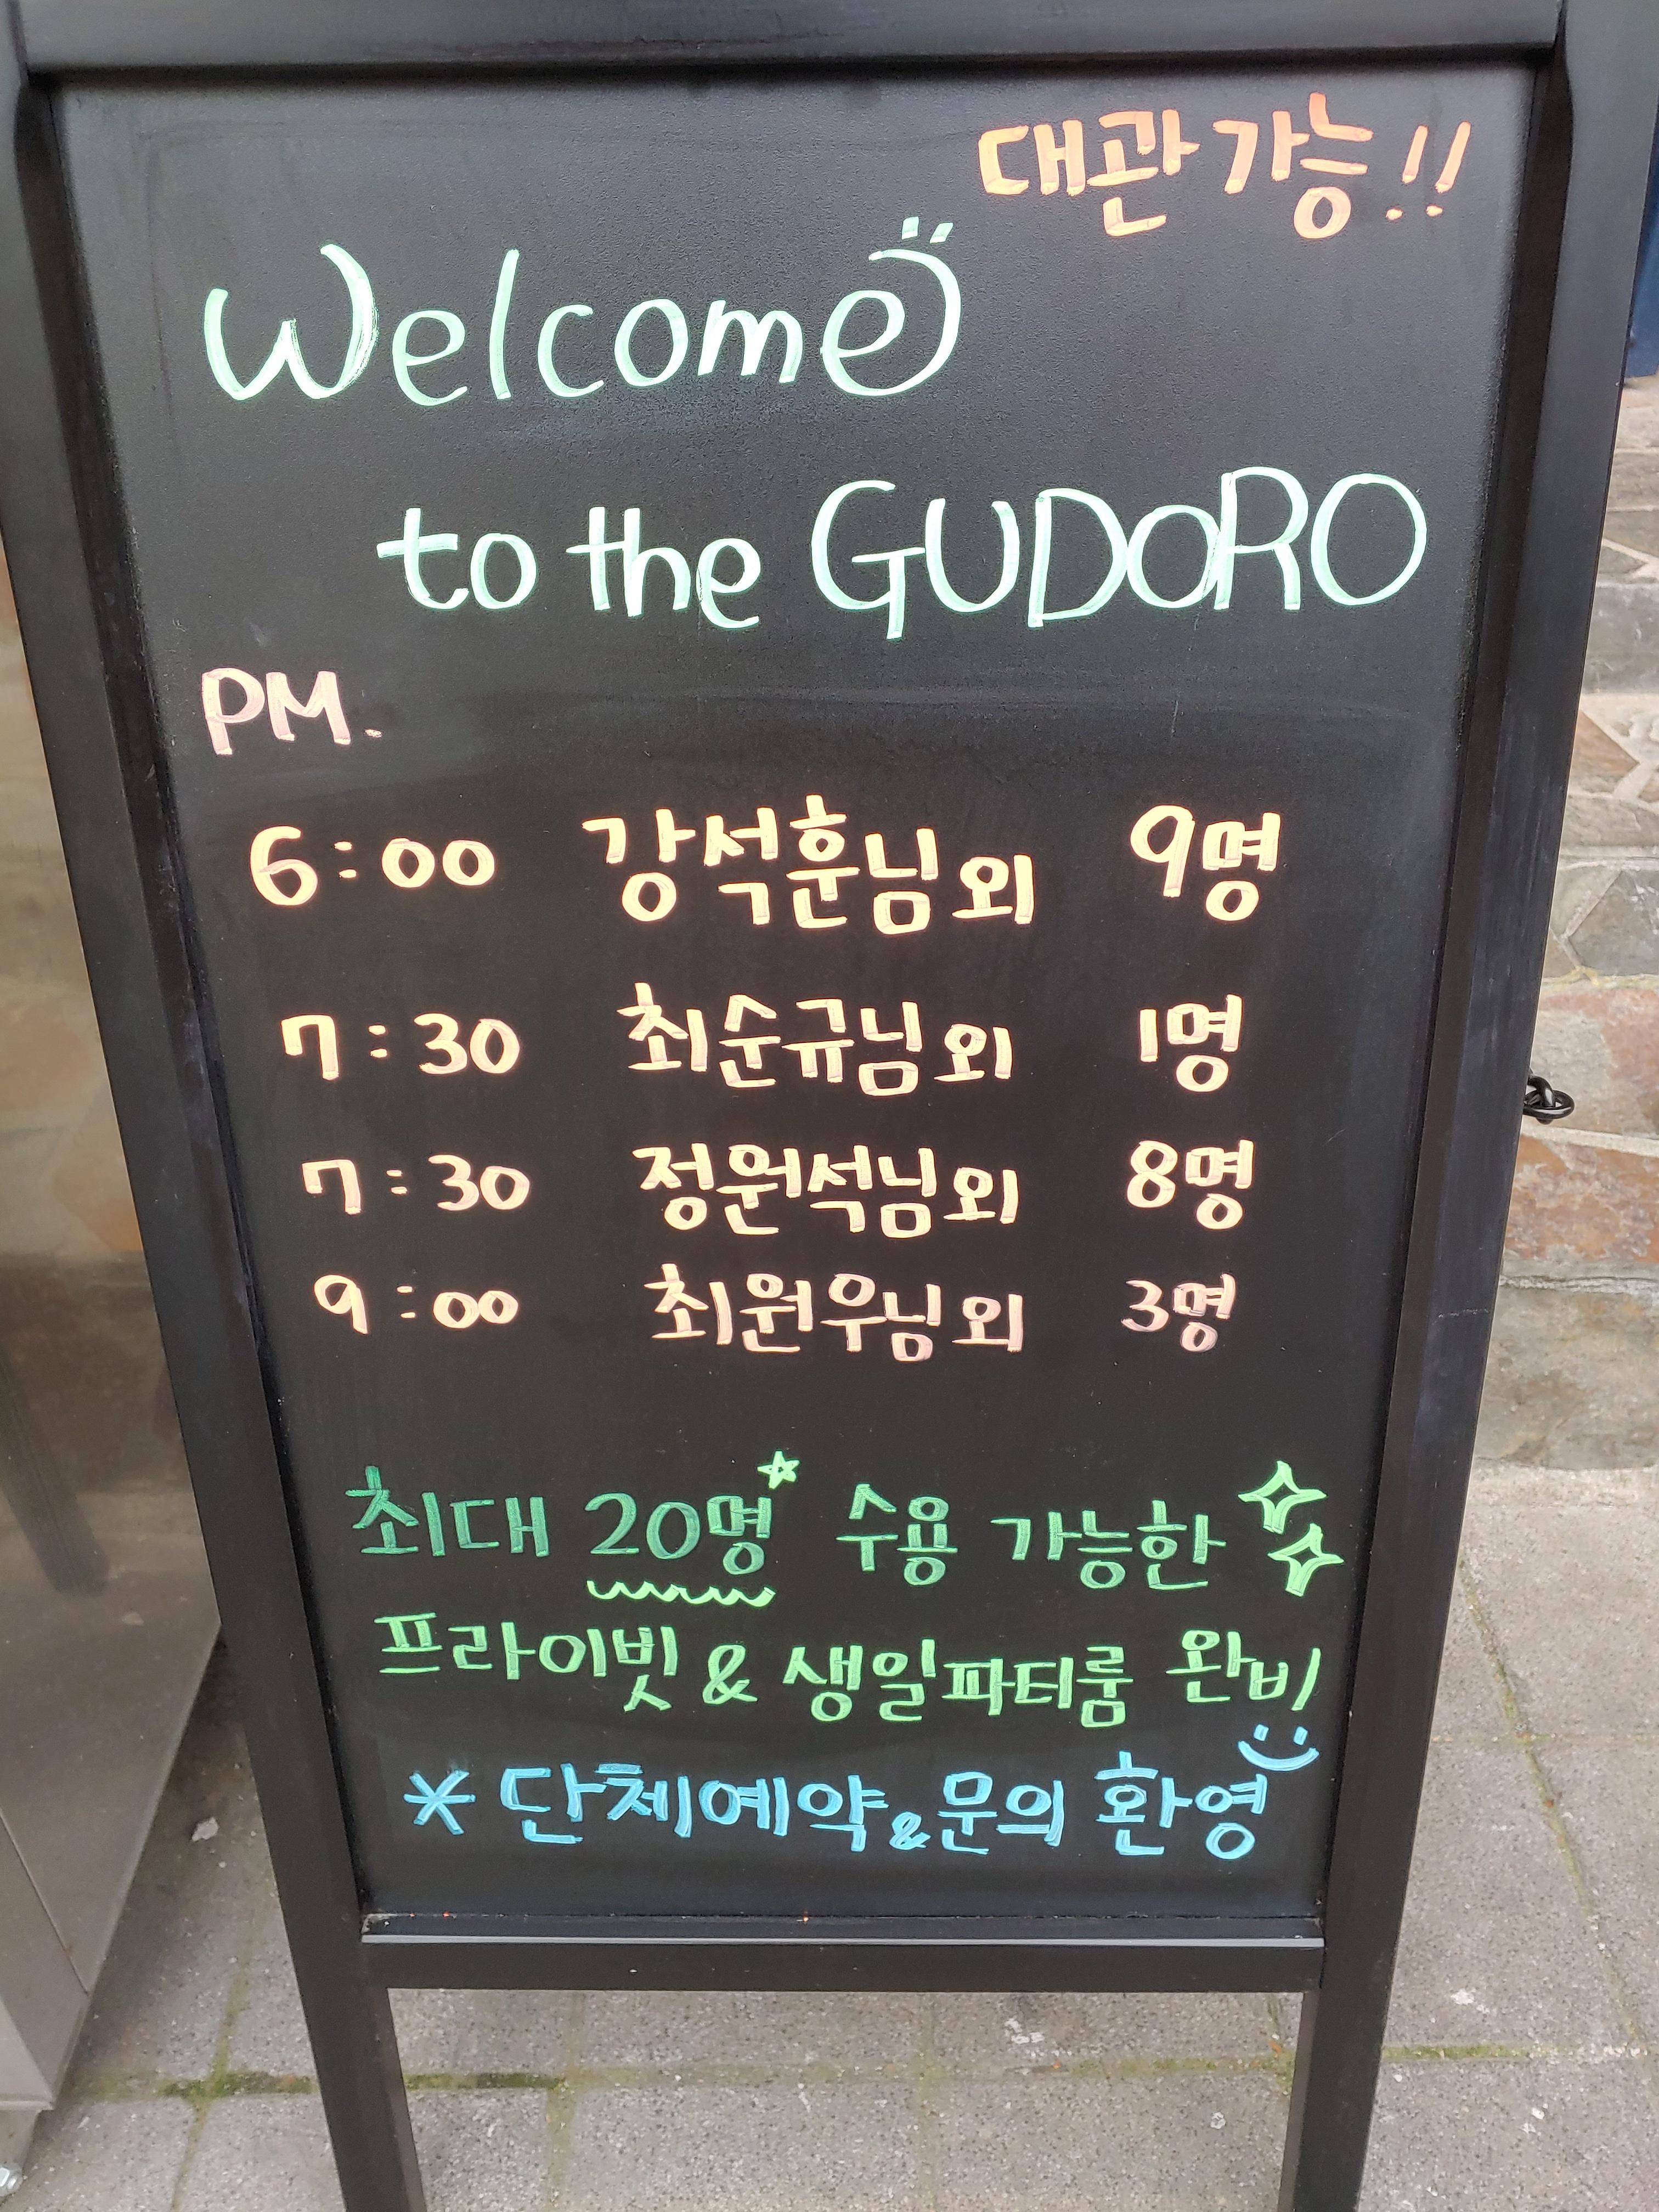 대관 가능!!
Welcome
to the GUDORO
PM.
6:00 강석훈님 외 9명
7:30 최순규님 외 1명
7:30 정원석님 외 8명
9:00 최원우님 외 3명
최대 20명 수용 가능한
프라이빗 & 생일파티룸 완비
* 단체예약 & 문의 환영